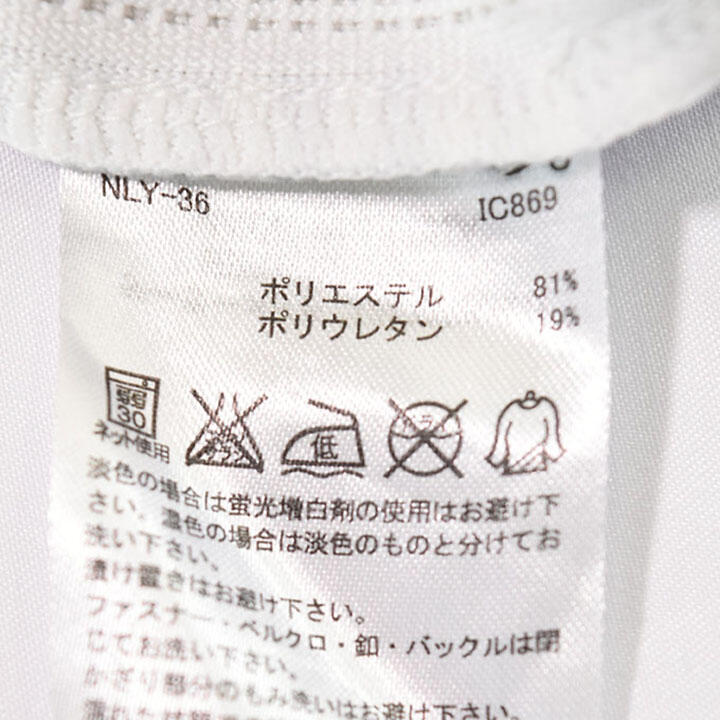 NLY-36
IC869
ポリエステル 81%
ポリウレタン 19%
30
ネット使用
低
淡色の場合は蛍光増白剤の使用はお避け下
さい。濃色の場合は淡色のものと分けてお
洗い下さい。
漬け置きはお避け下さい。
ファスナー・ベルクロ・釦・バックルは閉
じてお洗い下さい。
かざり部分のもみ洗いはお避け下さい。